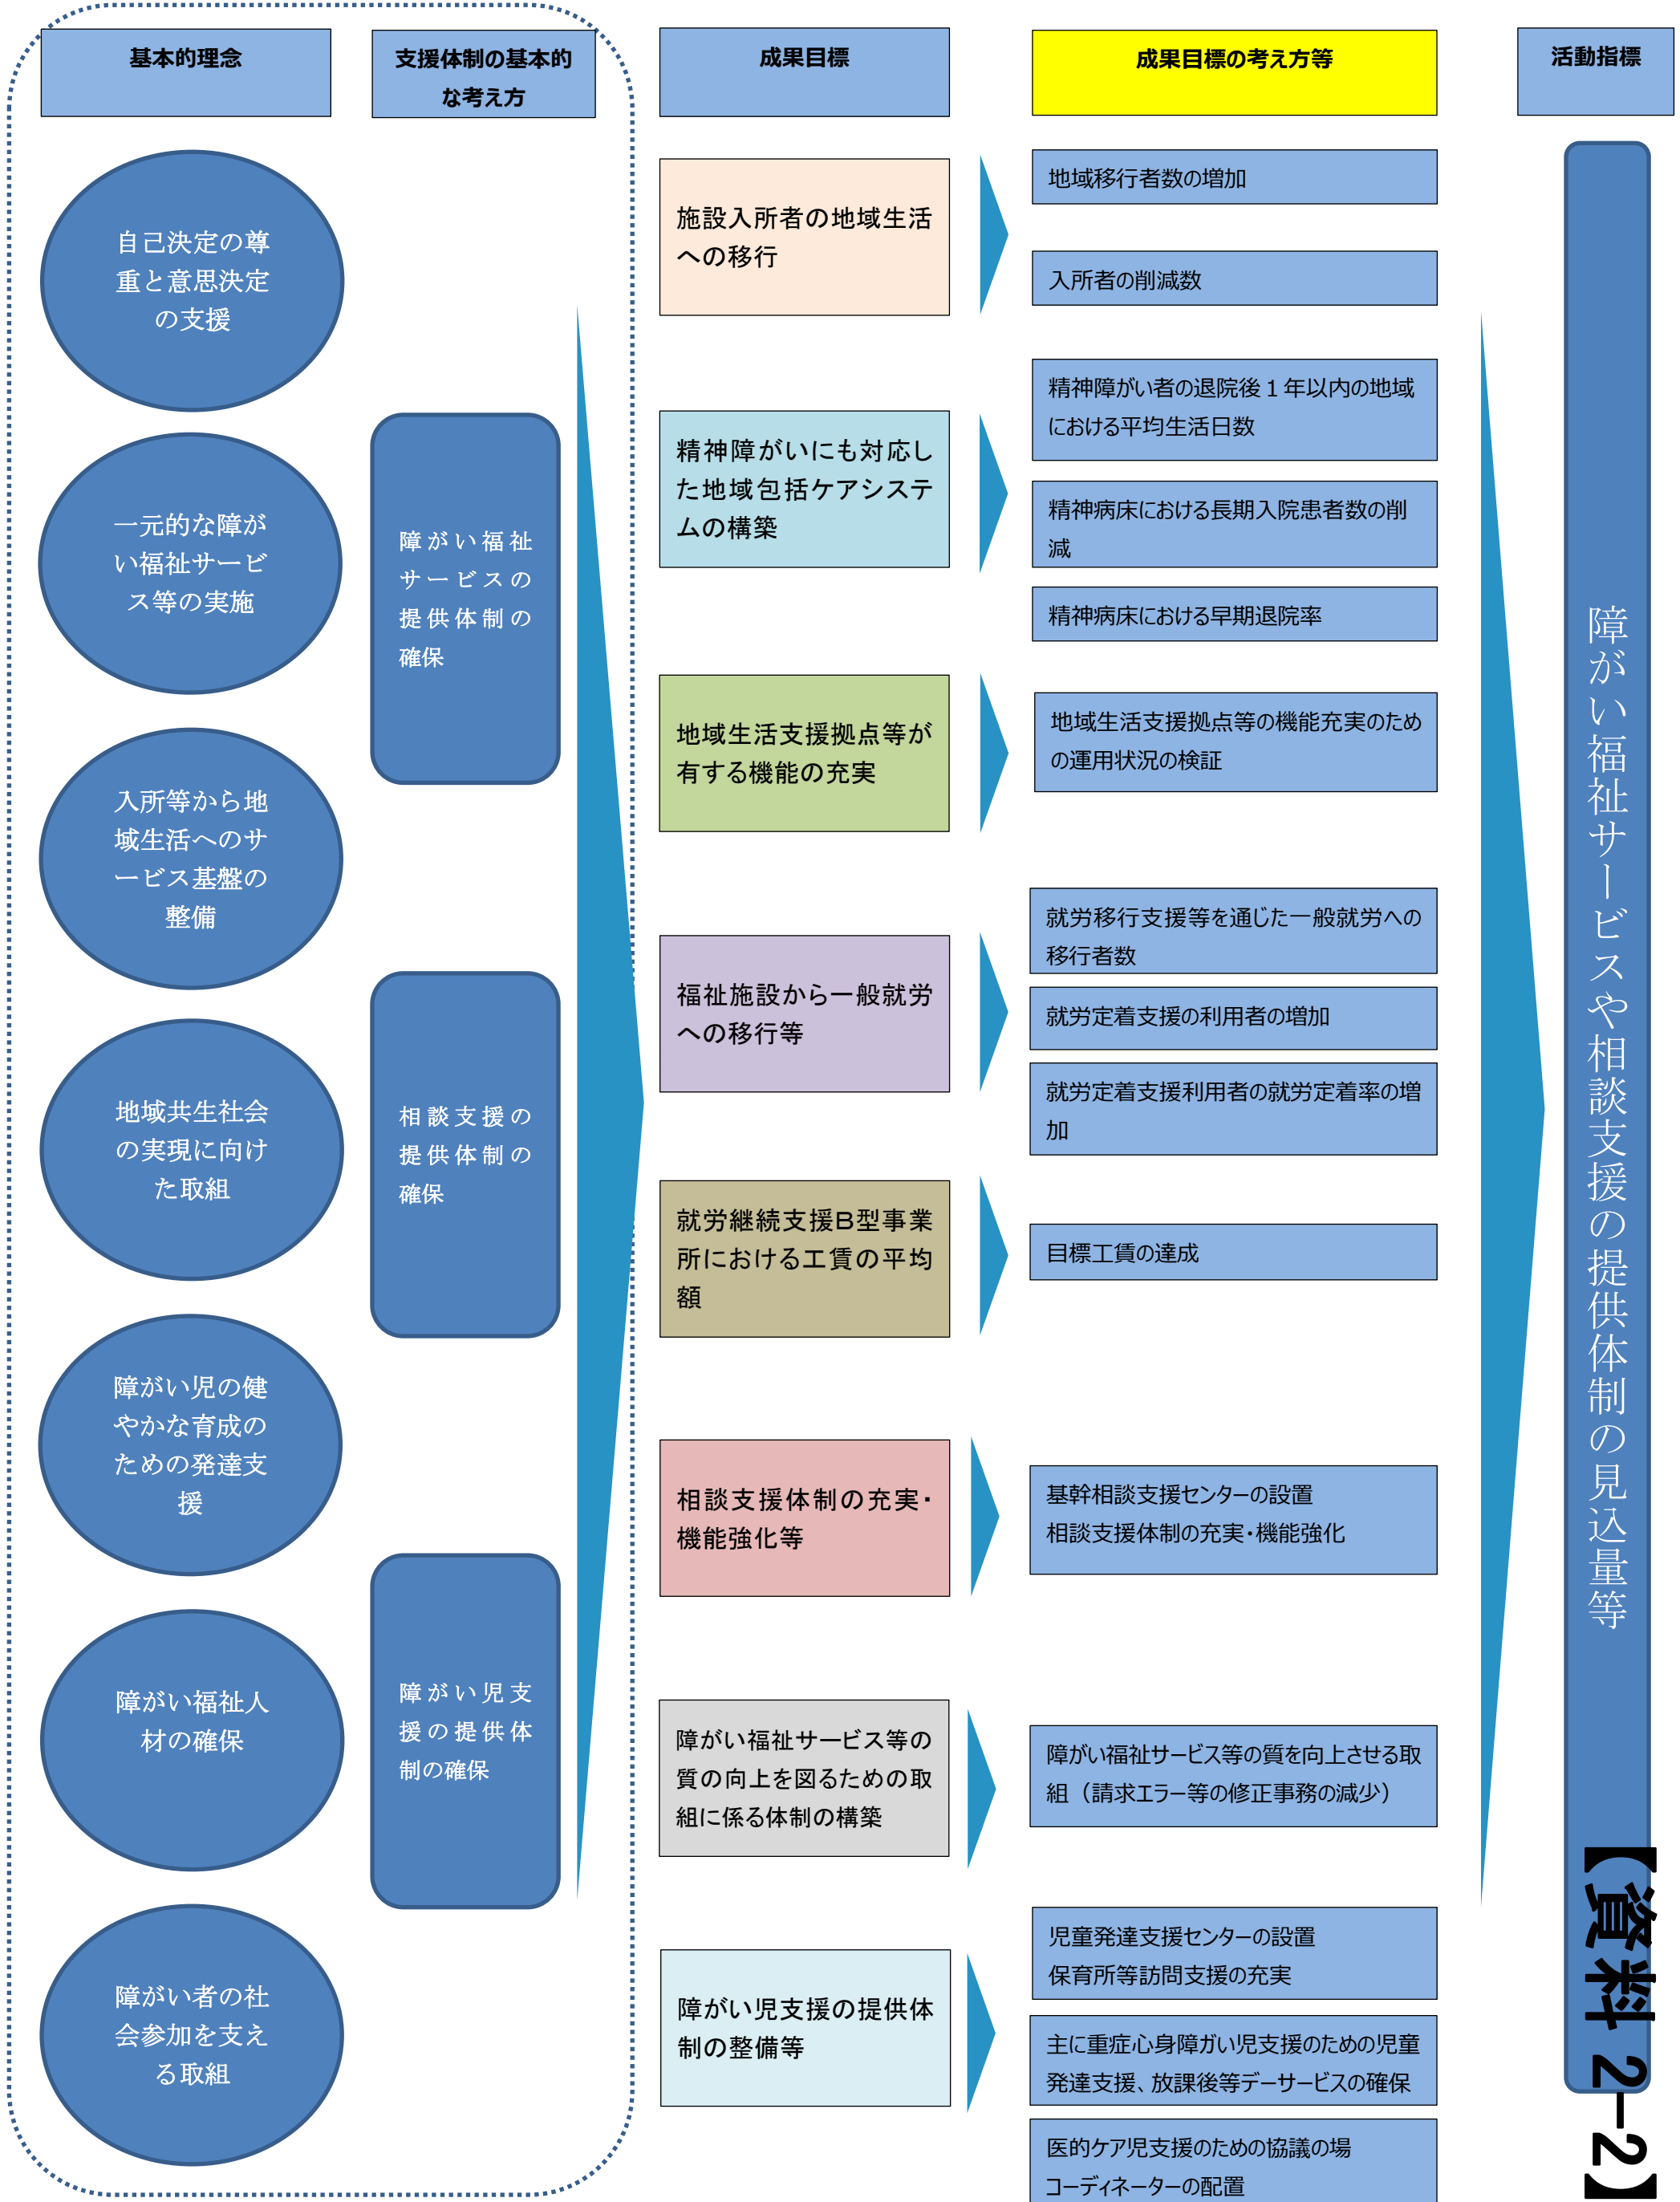 基本的理念
支援体制の基本的
な考え方
成果目標
成果目標の考え方等
活動指標
自己決定の尊
重と意思決定
の支援
一元的な障が
い福祉サービ
ス等の実施
入所等から地
域生活へのサ
ービス基盤の
整備
地域共生社会
の実現に向け
た取組
障がい児の健
やかな育成の
ための発達支
援
障がい福祉人
材の確保
障がい者の社
会参加を支え
る取組
障がい福祉
サービスの
提供体制の
確保
相談支援の
提供体制の
確保
障がい児支
援の提供体
制の確保
施設入所者の地域生活
への移行
地域移行者数の増加
入所者の削減数
精神障がいにも対応し
た地域包括ケアシステ
ムの構築
精神障がい者の退院後１年以内の地域
における平均生活日数
精神病床における長期入院患者数の削
減
精神病床における早期退院率
地域生活支援拠点等が
有する機能の充実
地域生活支援拠点等の機能充実のため
の運用状況の検証
福祉施設から一般就労
への移行等
就労移行支援等を通じた一般就労への
移行者数
就労定着支援の利用者の増加
就労定着支援利用者の就労定着率の増
加
就労継続支援Ｂ型事業
所における工賃の平均
額
目標工賃の達成
相談支援体制の充実・
機能強化等
基幹相談支援センターの設置
相談支援体制の充実・機能強化
障がい福祉サービス等の
質の向上を図るための取
組に係る体制の構築
障がい福祉サービス等の質を向上させる取
組（請求エラー等の修正事務の減少）
障がい児支援の提供体
制の整備等
児童発達支援センターの設置
保育所等訪問支援の充実
主に重症心身障がい児支援のための児童
発達支援、放課後等デーサービスの確保
医的ケア児支援のための協議の場
コーディネーターの配置
障がい福祉サービスや相談支援の提供体制の見込量等
【資料 2-2】